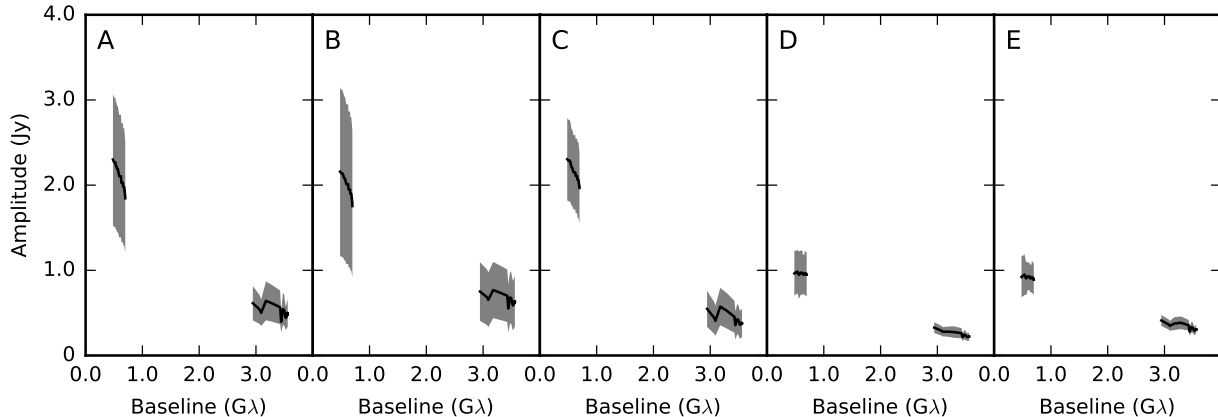 A B C D E
4.0
3.0
2.0
1.0
0
Amplitude (Jy)
0.0 1.0 2.0 3.0 0.0 1.0 2.0 3.0 0.0 1.0 2.0 3.0 0.0 1.0 2.0 3.0 0.0 1.0 2.0 3.0 4.0
Baseline (Gλ) Baseline (Gλ) Baseline (Gλ) Baseline (Gλ) Baseline (Gλ)